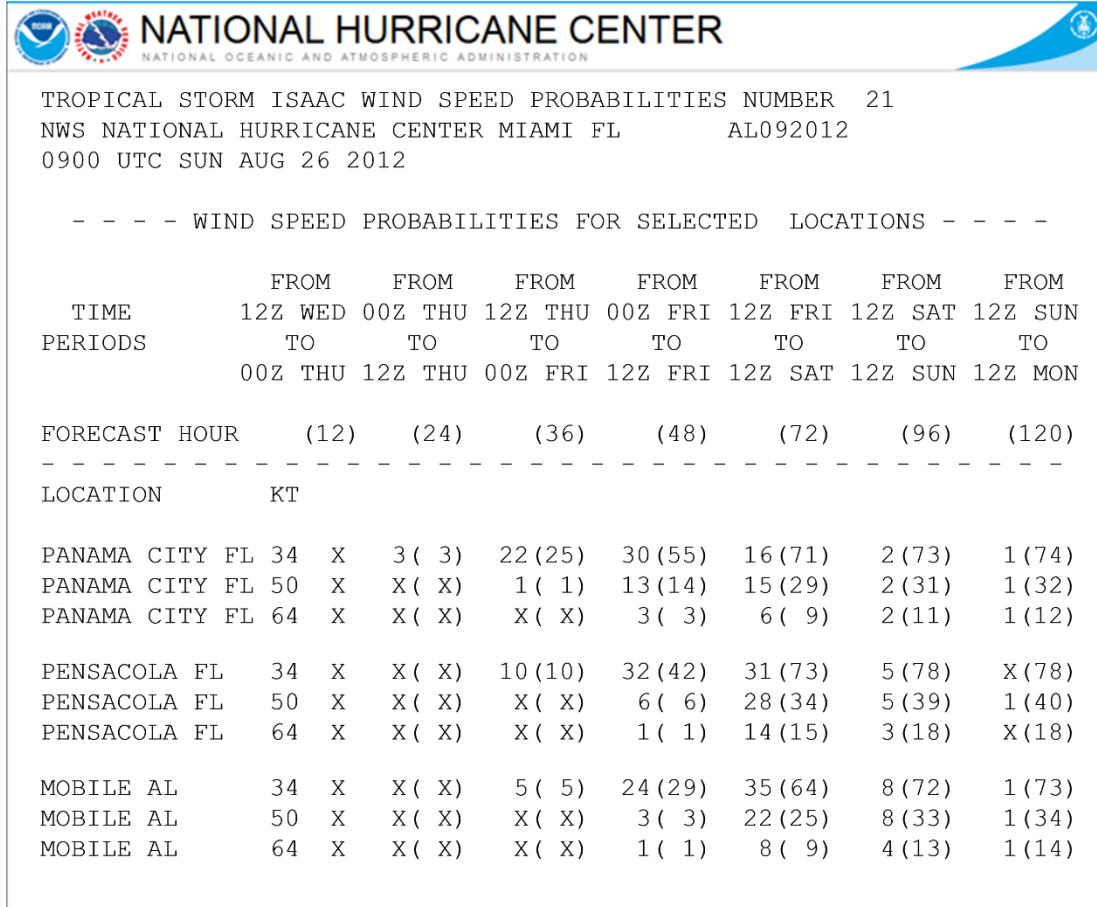 NATIONAL HURRICANE CENTER
NATIONAL OCEANIC AND ATMOSPHERIC ADMINISTRATION
TROPICAL STORM ISAAC WIND SPEED PROBABILITIES NUMBER 21
NWS NATIONAL HURRICANE CENTER MIAMI FL AL092012
0900 UTC SUN AUG 26 2012
- - - - WIND SPEED PROBABILITIES FOR SELECTED LOCATIONS - - - -
FROM FROM FROM FROM FROM FROM FROM
TIME 12Z WED 00Z THU 12Z THU 00Z FRI 12Z FRI 12Z SAT 12Z SUN
PERIODS TO TO TO TO TO TO TO
00Z THU 12Z THU 00Z FRI 12Z FRI 12Z SAT 12Z SUN 12Z MON
FORECAST HOUR (12) (24) (36) (48) (72) (96) (120)
- - - - - - - - - - - - - - - - - - - - - - - - - - - - - - - - - -
LOCATION KT
PANAMA CITY FL 34 X 3( 3) 22(25) 30(55) 16(71) 2(73) 1(74)
PANAMA CITY FL 50 X X( X) 1( 1) 13(14) 15(29) 2(31) 1(32)
PANAMA CITY FL 64 X X( X) X( X) 3( 3) 6( 9) 2(11) 1(12)
PENSACOLA FL 34 X X( X) 10(10) 32(42) 31(73) 5(78) X(78)
PENSACOLA FL 50 X X( X) X( X) 6( 6) 28(34) 5(39) 1(40)
PENSACOLA FL 64 X X( X) X( X) 1( 1) 14(15) 3(18) X(18)
MOBILE AL 34 X X( X) 5( 5) 24(29) 35(64) 8(72) 1(73)
MOBILE AL 50 X X( X) X( X) 3( 3) 22(25) 8(33) 1(34)
MOBILE AL 64 X X( X) X( X) 1( 1) 8( 9) 4(13) 1(14)